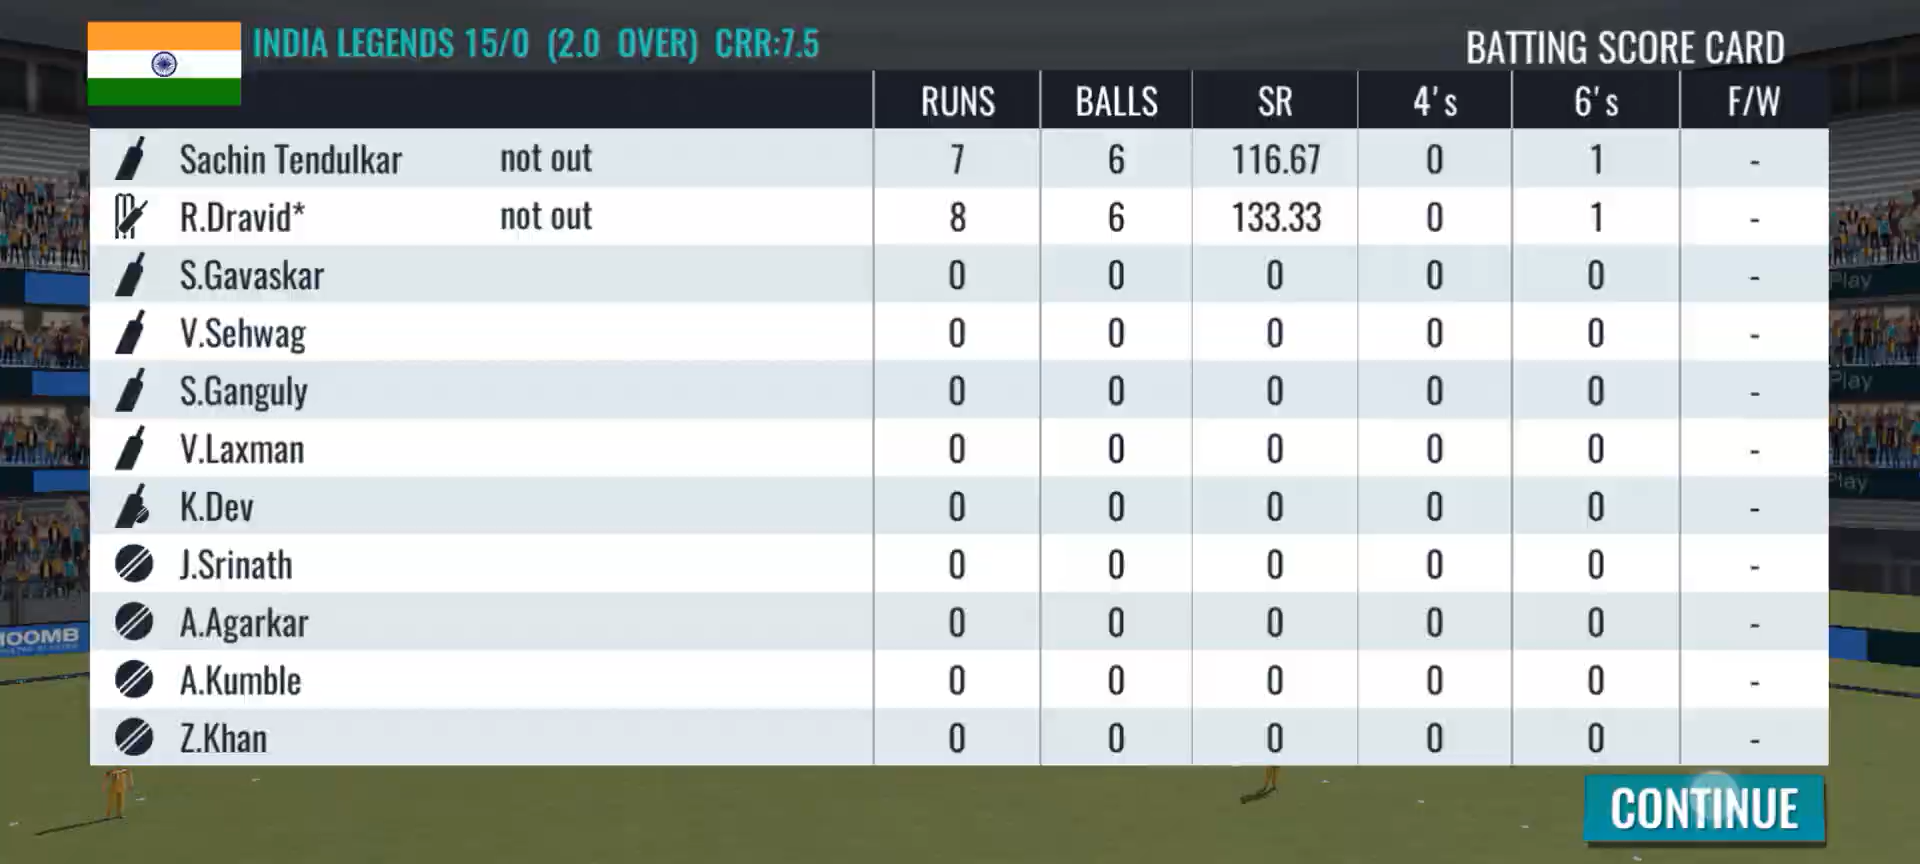 INDIA LEGENDS 15/0 (2.0 OVER) CRR:7.5
BATTING SCORE CARD
RUNS BALLS SR 4's 6's F/W
Sachin Tendulkar not out 7 6 116.67 0 1 -
R.Dravid* not out 8 6 133.33 0 1 -
S.Gavaskar 0 0 0 0 0 -
V.Sehwag 0 0 0 0 0 -
S.Ganguly 0 0 0 0 0 -
V.Laxman 0 0 0 0 0 -
K.Dev 0 0 0 0 0 -
J.Srinath 0 0 0 0 0 -
A.Agarkar 0 0 0 0 0 -
A.Kumble 0 0 0 0 0 -
Z.Khan 0 0 0 0 0 -
Play
Play
Play
CONTINUE